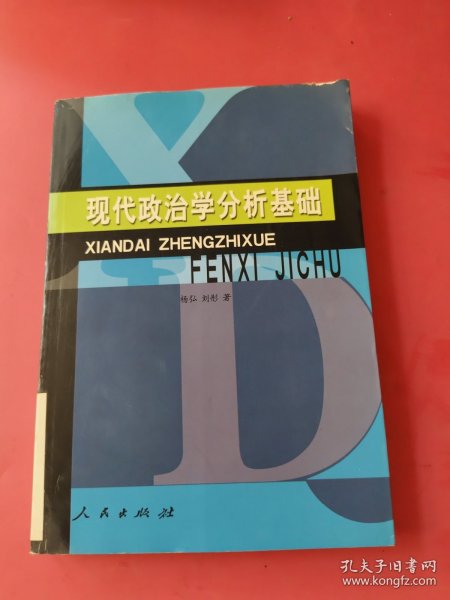 现代政治学分析基础
XIANDAI ZHENGZHIXUE
FENXI JICHU
杨弘 刘彤 著
人民出版社
孔夫子旧书网
www.kongfz.com